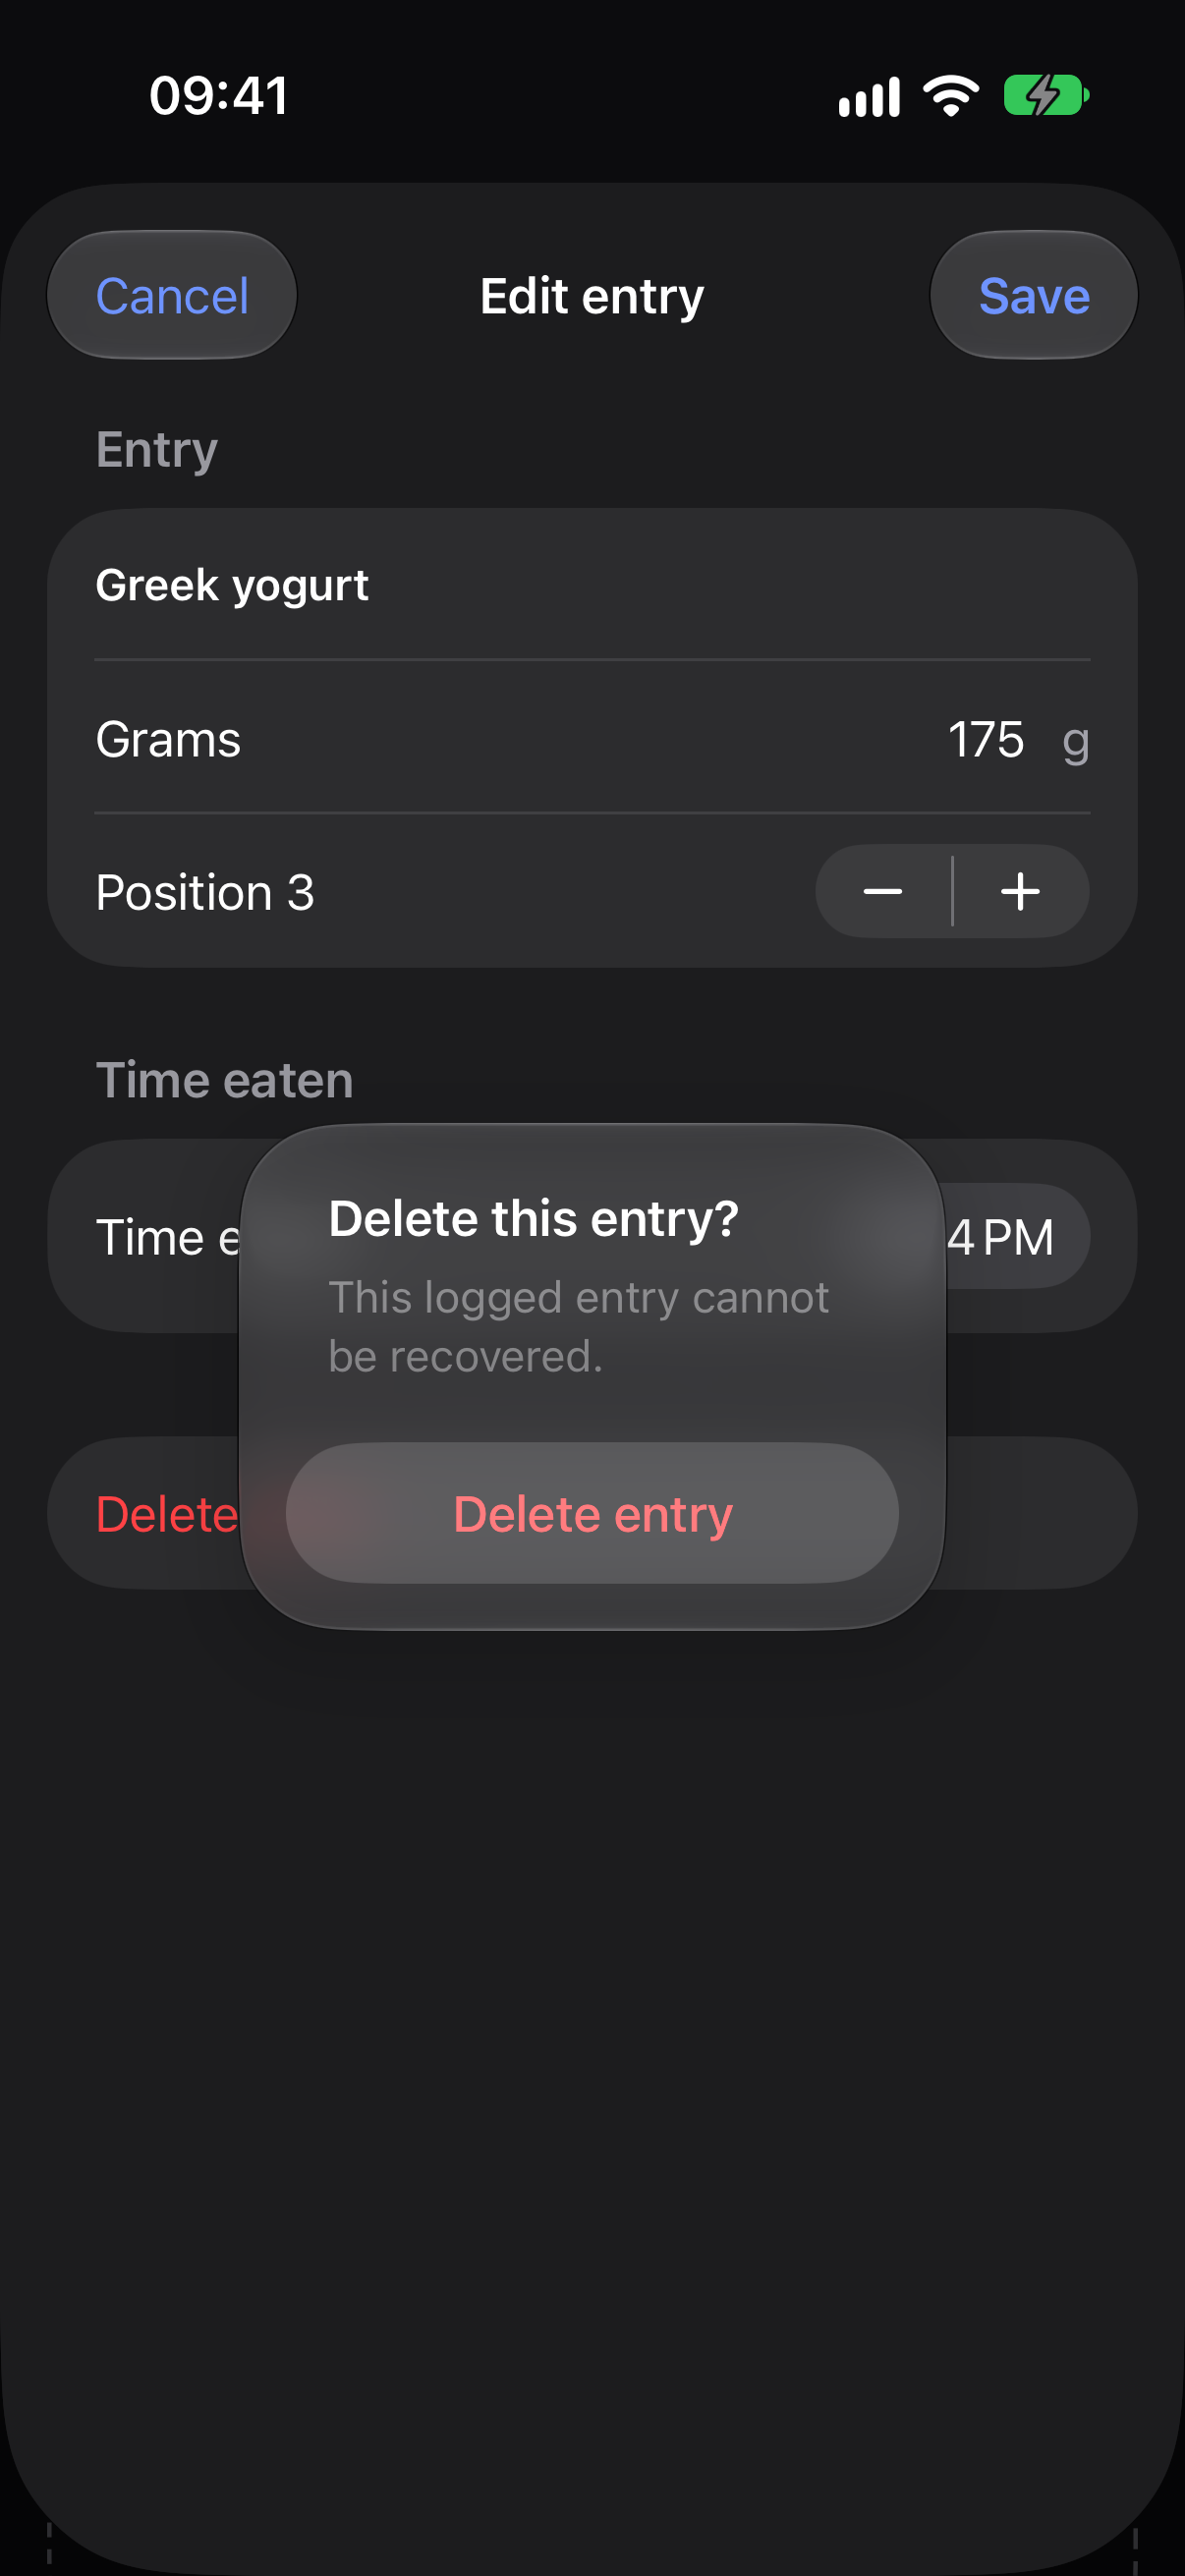 09:41
Cancel Edit entry Save
Entry
Greek yogurt
Grams 175 g
Position 3
Time eaten
Delete this entry?
Time 4 PM
This logged entry cannot
be recovered.
Delete Delete entry